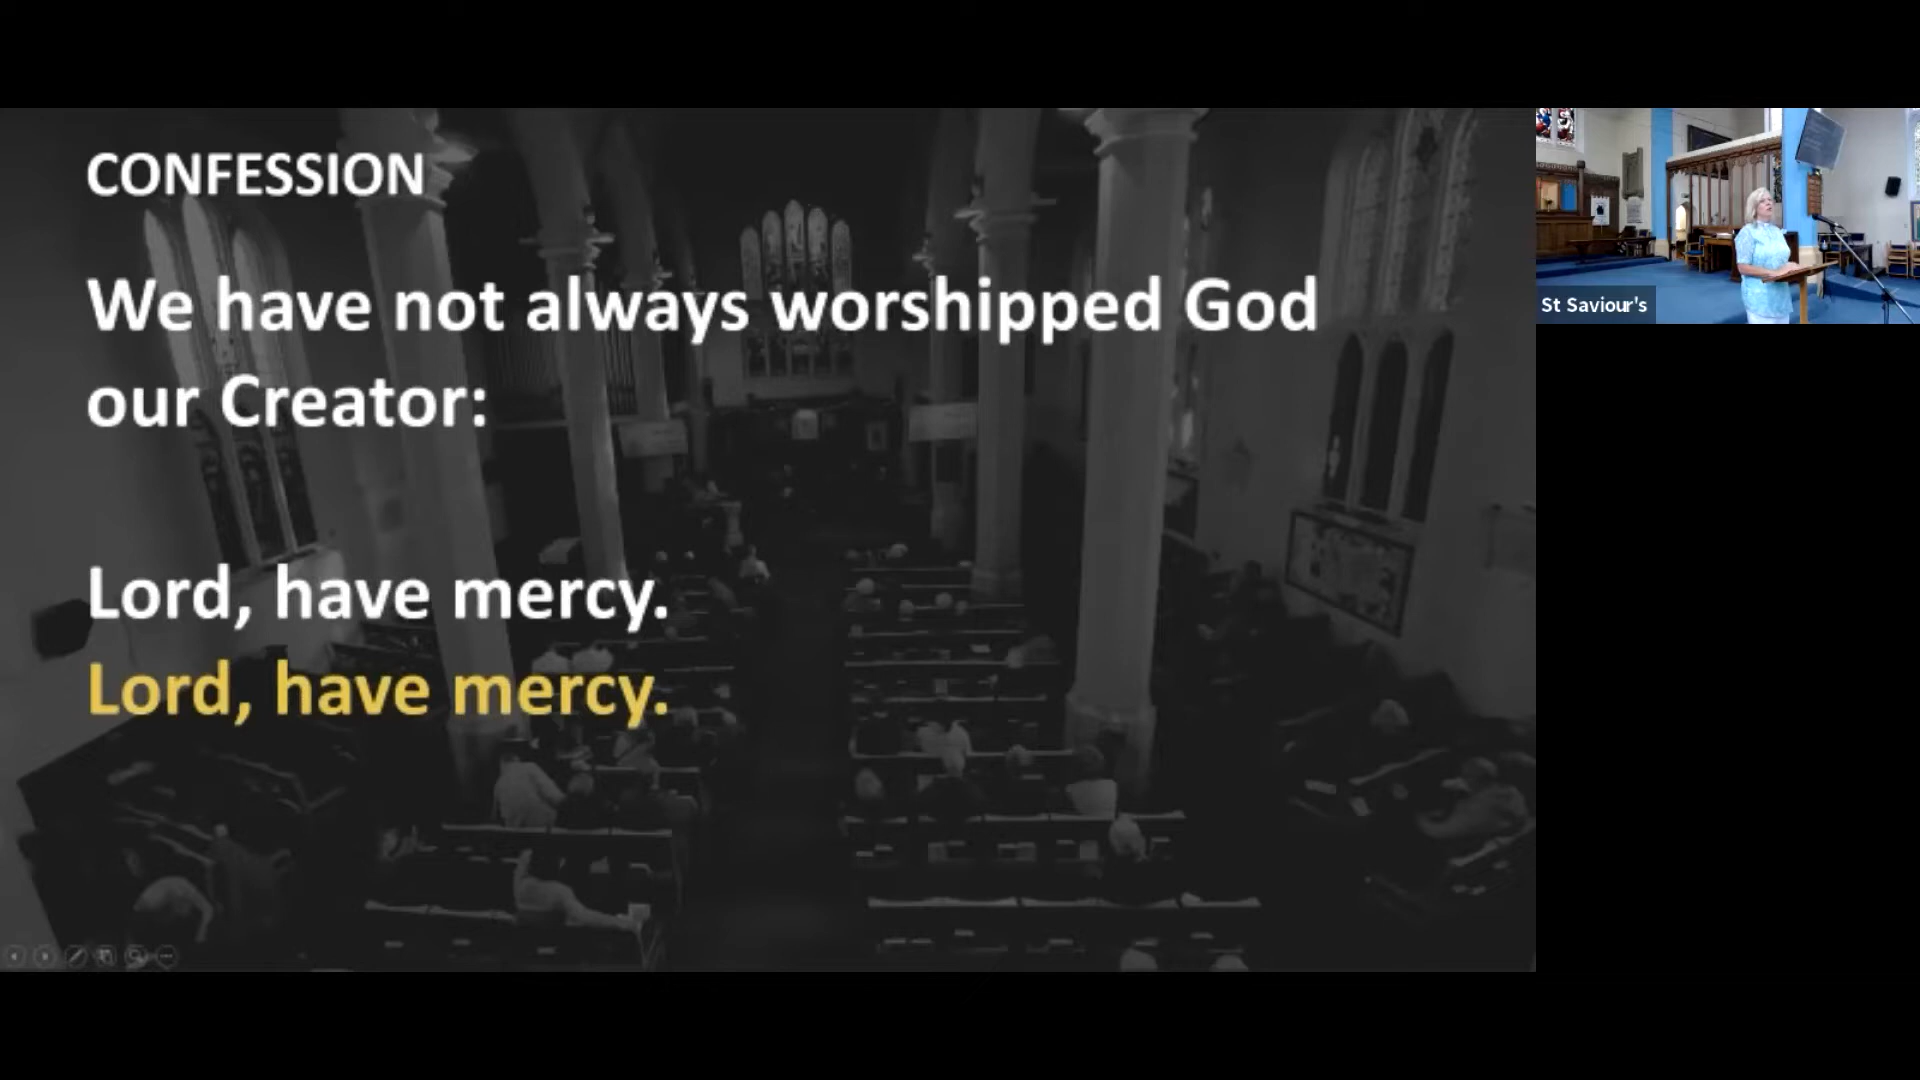 CONFESSION
We have not always worshipped God
our Creator:
Lord, have mercy.
Lord, have mercy.
St Saviour's